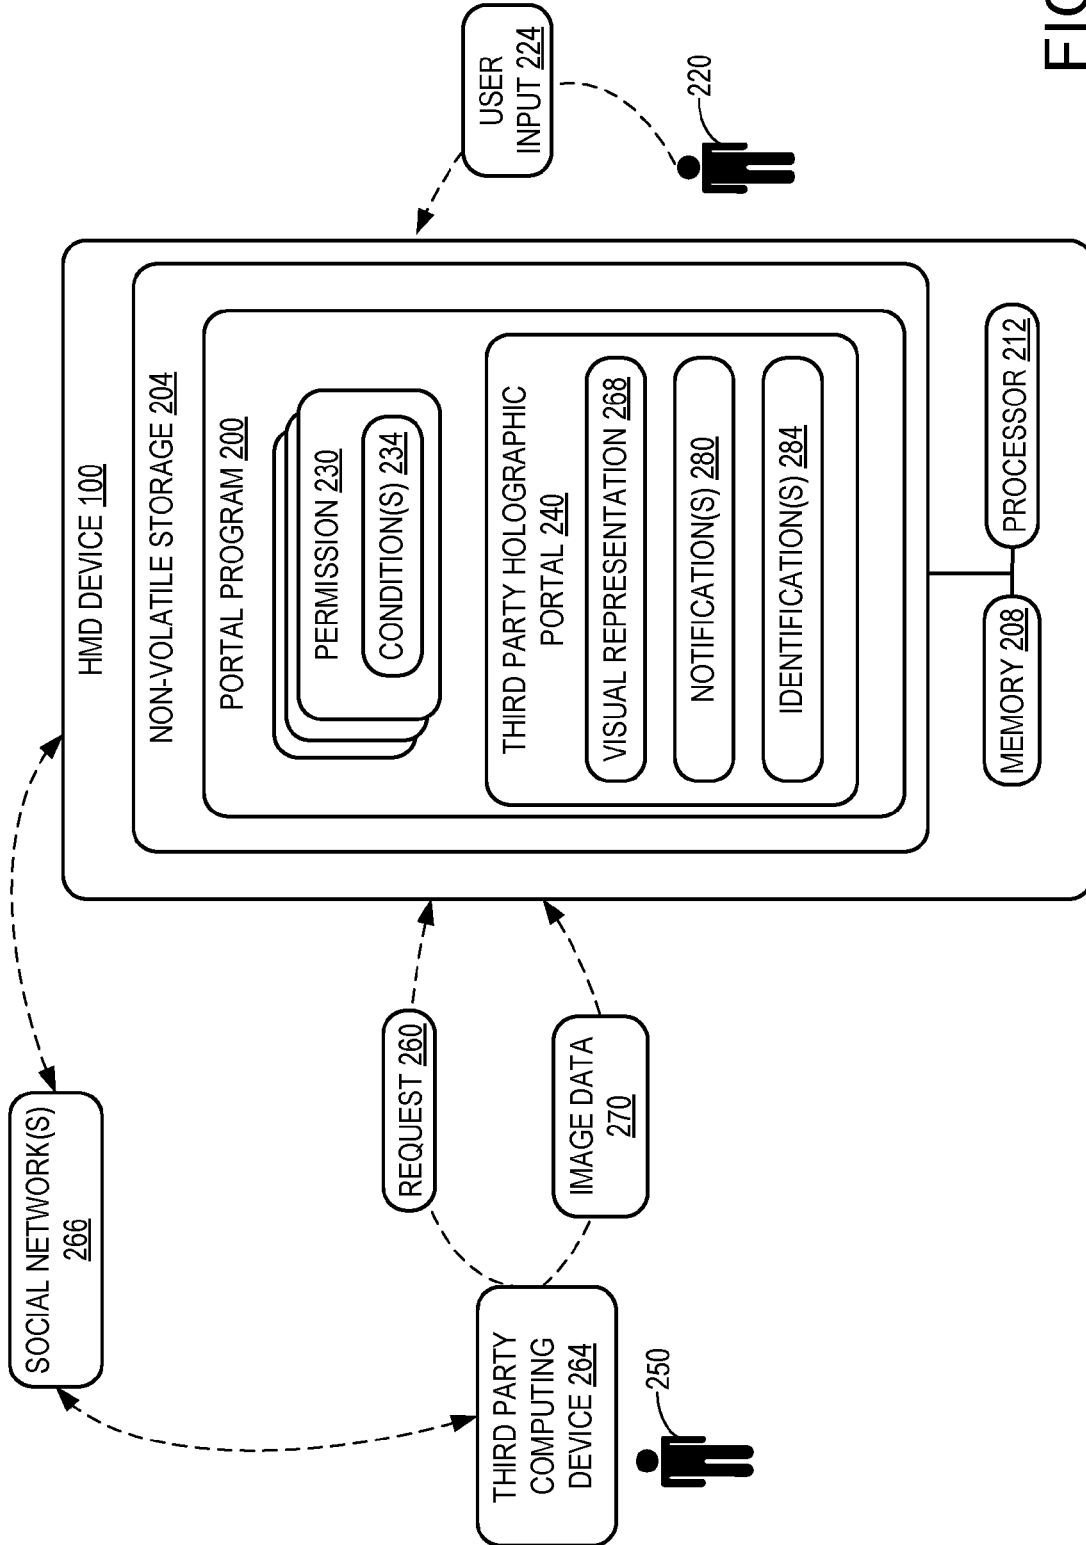 SOCIAL NETWORK(S)
266
THIRD PARTY
COMPUTING
DEVICE 264
250
REQUEST 260
IMAGE DATA
270
HMD DEVICE 100
NON-VOLATILE STORAGE 204
PORTAL PROGRAM 200
PERMISSION 230
CONDITION(S) 234
THIRD PARTY HOLOGRAPHIC
PORTAL 240
VISUAL REPRESENTATION 268
NOTIFICATION(S) 280
IDENTIFICATION(S) 284
MEMORY 208
PROCESSOR 212
USER
INPUT 224
220
FIG